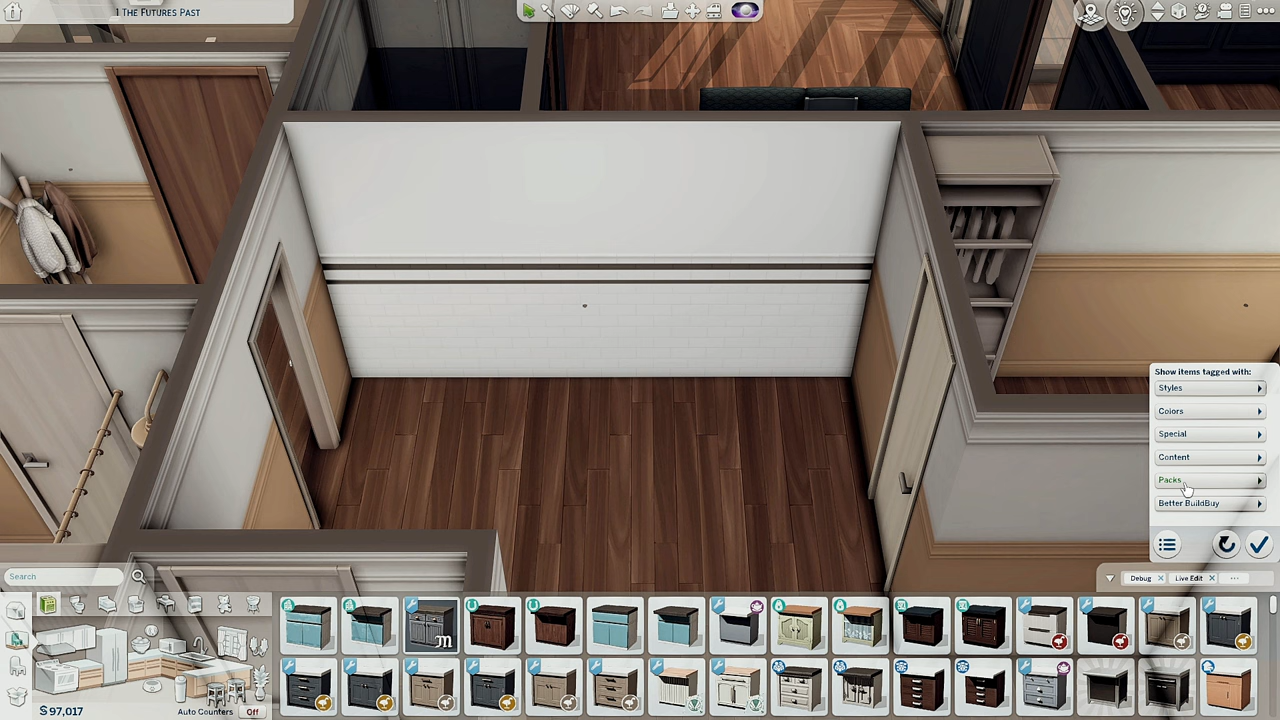 1 THE FUTURES PAST
Show items tagged with:
Styles
Colors
Special
Content
Packs
Better BuildBuy
Search
Debug
Live Edit
m
$97,017
Auto Counters
Off